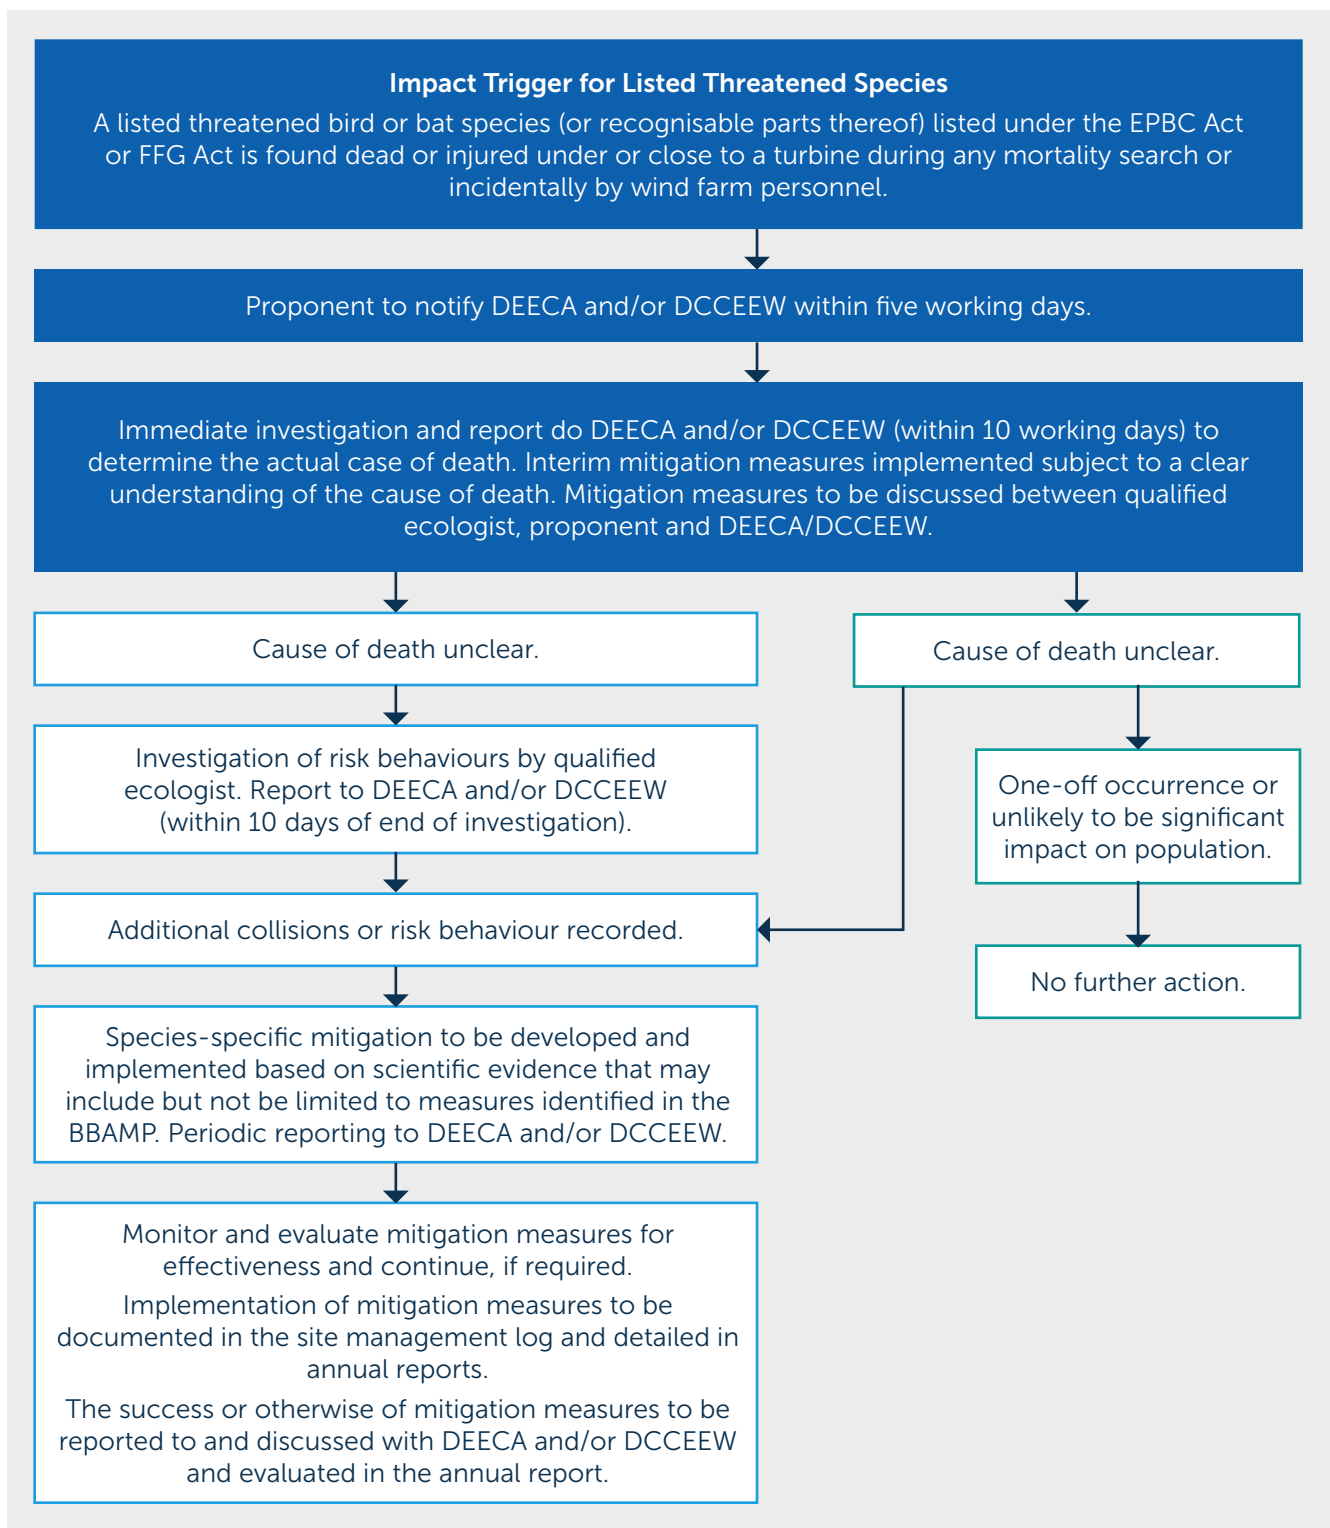 Impact Trigger for Listed Threatened Species
A listed threatened bird or bat species (or recognisable parts thereof) listed under the EPBC Act
or FFG Act is found dead or injured under or close to a turbine during any mortality search or
incidentally by wind farm personnel.
Proponent to notify DEECA and/or DCCEEW within five working days.
Immediate investigation and report do DEECA and/or DCCEEW (within 10 working days) to
determine the actual case of death. Interim mitigation measures implemented subject to a clear
understanding of the cause of death. Mitigation measures to be discussed between qualified
ecologist, proponent and DEECA/DCCEEW.
Cause of death unclear.
Investigation of risk behaviours by qualified
ecologist. Report to DEECA and/or DCCEEW
(within 10 days of end of investigation).
Additional collisions or risk behaviour recorded.
Species-specific mitigation to be developed and
implemented based on scientific evidence that may
include but not be limited to measures identified in the
BBAMP. Periodic reporting to DEECA and/or DCCEEW.
Monitor and evaluate mitigation measures for
effectiveness and continue, if required.
Implementation of mitigation measures to be
documented in the site management log and detailed in
annual reports.
The success or otherwise of mitigation measures to be
reported to and discussed with DEECA and/or DCCEEW
and evaluated in the annual report.
Cause of death unclear.
One-off occurrence or
unlikely to be significant
impact on population.
No further action.